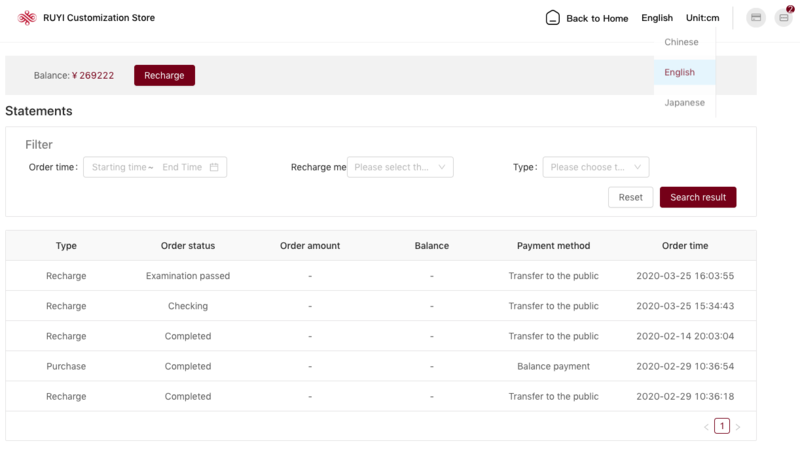 RUYI Customization Store
Back to Home English Unit:cm
2
Chinese
English
Japanese
Balance: ¥ 269222 Recharge
Statements
Filter
Order time: Starting time ~ End Time Recharge me Please select th... Type: Please choose t...
Reset Search result
Type Order status Order amount Balance Payment method Order time
Recharge Examination passed - - Transfer to the public 2020-03-25 16:03:55
Recharge Checking - - Transfer to the public 2020-03-25 15:34:43
Recharge Completed - - Transfer to the public 2020-02-14 20:03:04
Purchase Completed - - Balance payment 2020-02-29 10:36:54
Recharge Completed - - Transfer to the public 2020-02-29 10:36:18
< 1 >